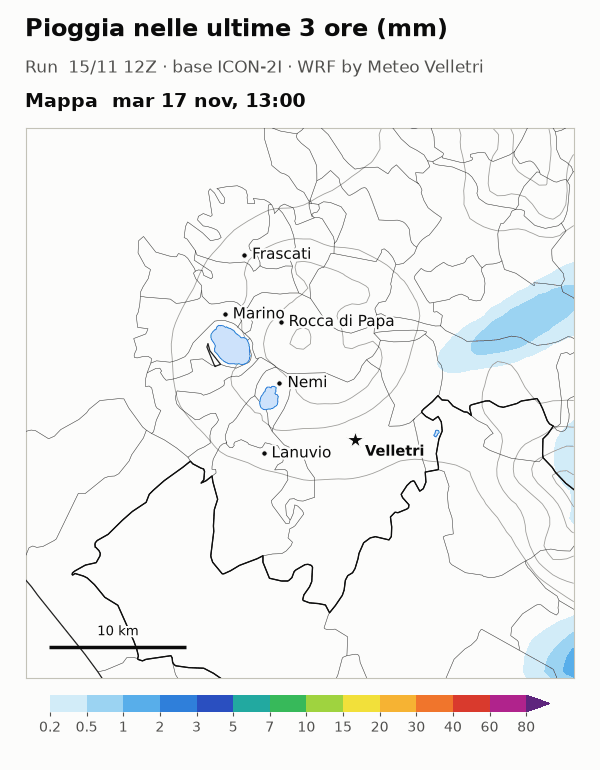 Pioggia nelle ultime 3 ore (mm)
Run 15/11 12Z · base ICON-2I · WRF by Meteo Velletri
Mappa mar 17 nov, 13:00
Frascati
Marino
Rocca di Papa
Nemi
Velletri
Lanuvio
10 km
0.2 0.5 1 2 3 5 7 10 15 20 30 40 60 80